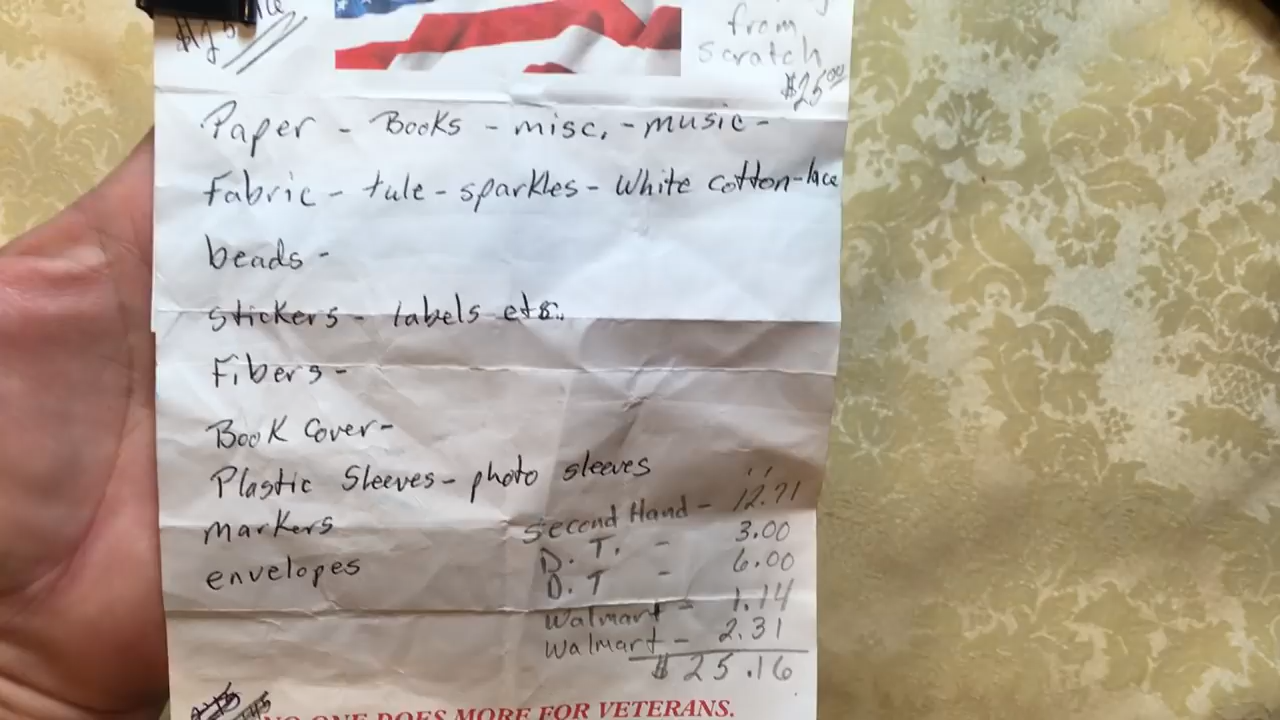 from
scratch
$25.00
Paper - Books - misc. - music -
Fabric - tule - sparkles - White cotton - lace
beads -
stickers - labels etc.
Fibers -
Book Cover -
Plastic Sleeves - photo sleeves
markers
envelopes
Second Hand - 12.71
D. T. - 3.00
D. T - 6.00
Walmart - 1.14
Walmart - 2.31
$ 25.16
NO ONE DOES MORE FOR VETERANS.